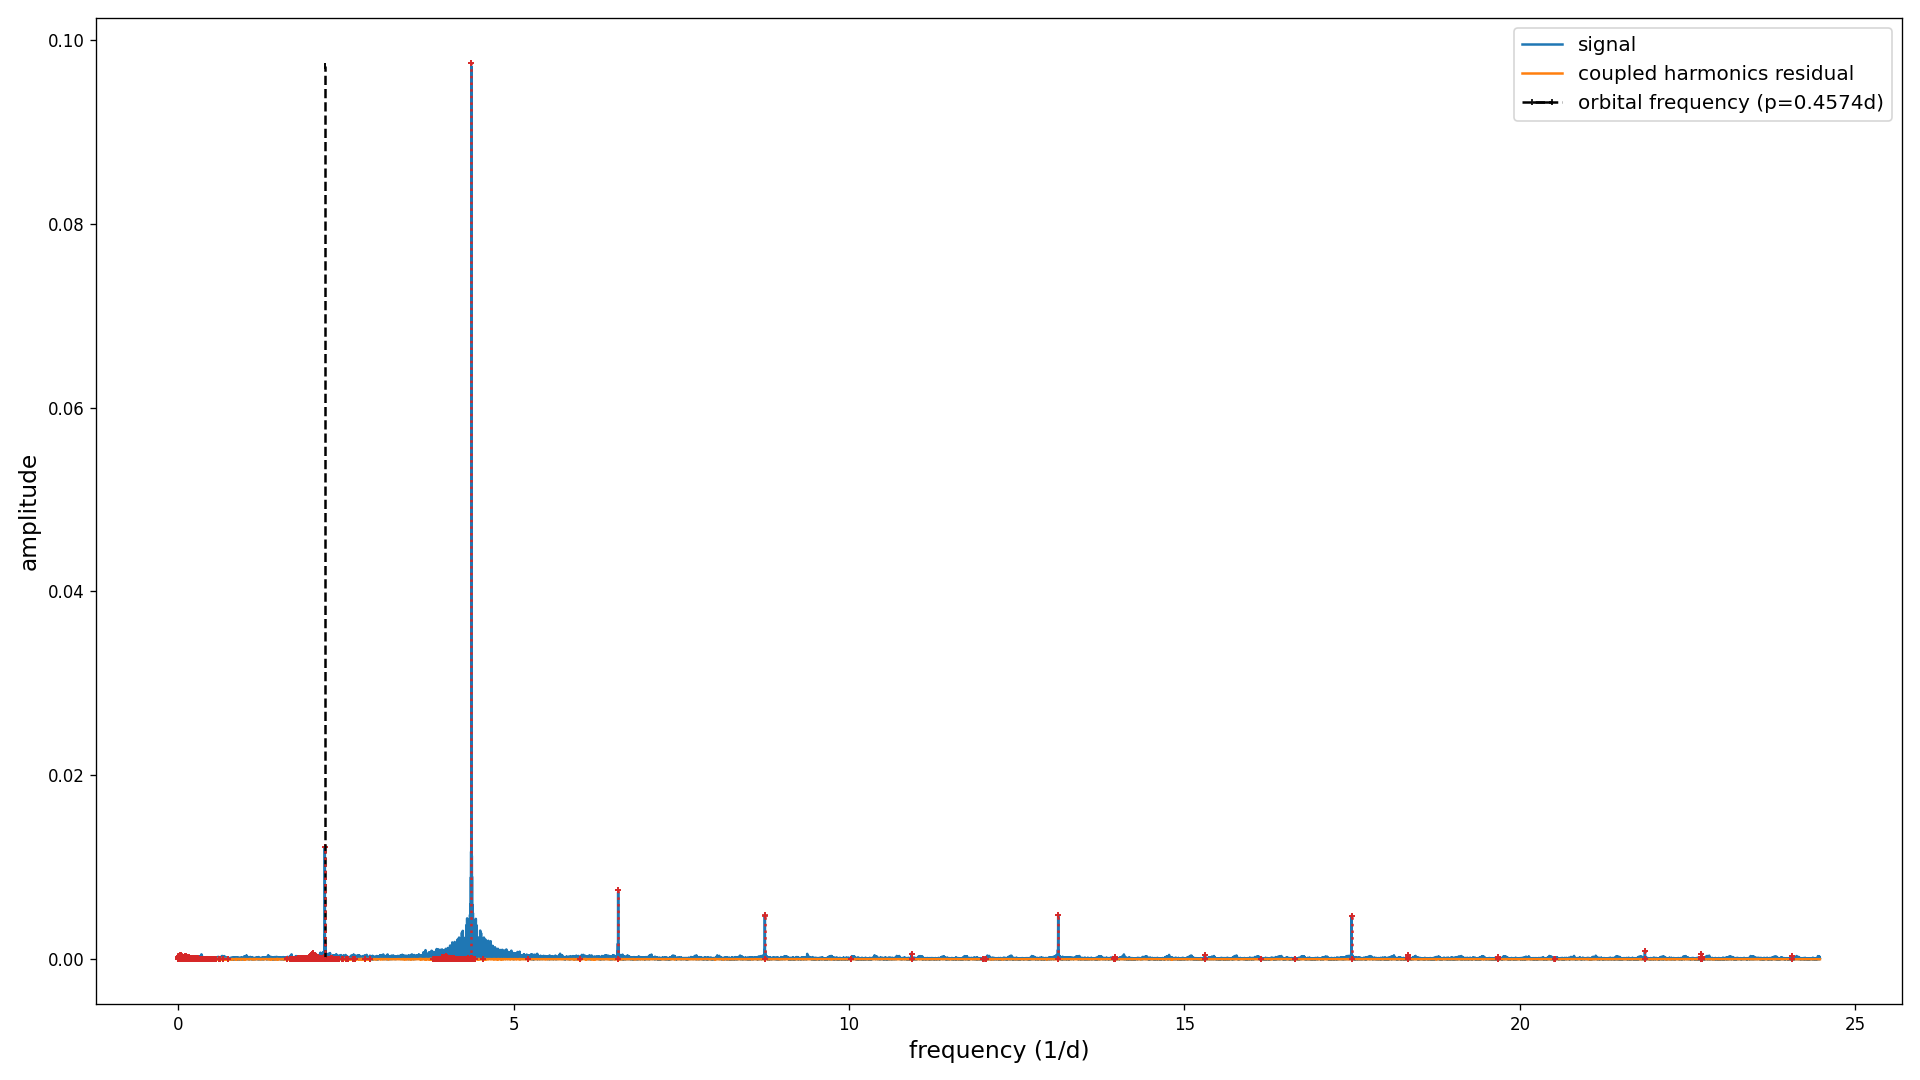 signal
coupled harmonics residual
orbital frequency (p=0.4574d)
0.10
0.08
0.06
0.04
0.02
0.00
amplitude
0 5 10 15 20 25
frequency (1/d)